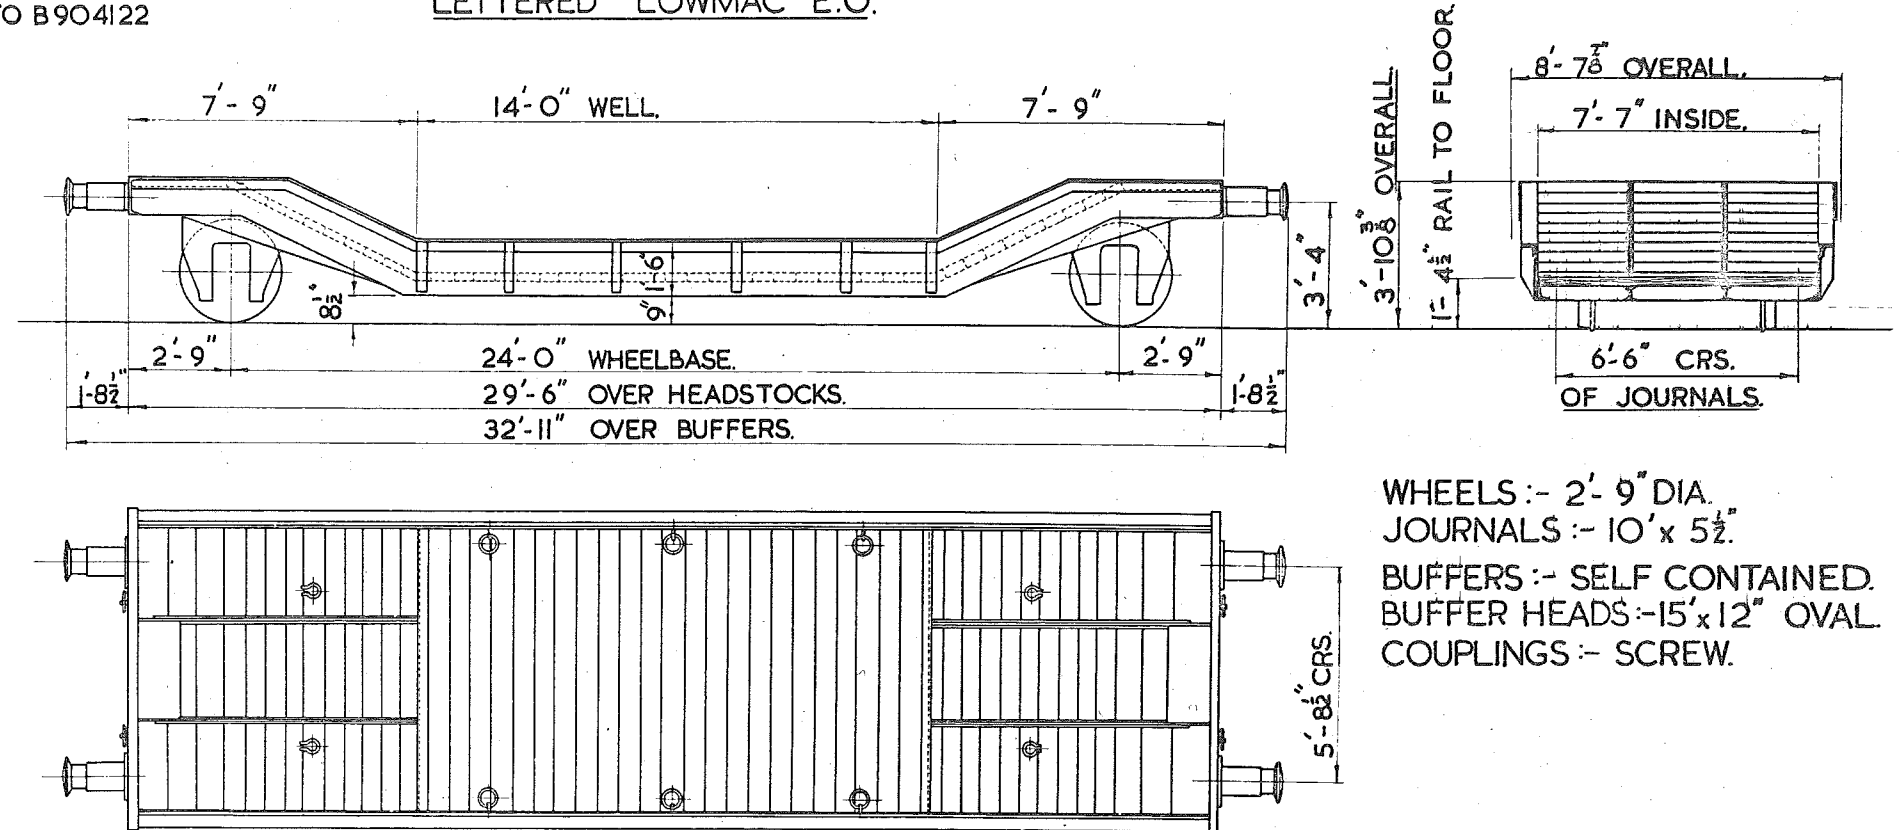 TO B904122
LETTERED "LOWMAC E.O.
7'-9"
14'-0" WELL.
7'-9"
8½"
9"
1'-6"
3'-4"
3'-10⅜" OVERALL.
1'-4½" RAIL TO FLOOR.
8'-7⅞" OVERALL.
7'-7" INSIDE.
2'-9"
24'-0" WHEELBASE.
2'-9"
1'-8½"
29'-6" OVER HEADSTOCKS.
1'-8½"
32'-11" OVER BUFFERS.
6'-6" CRS.
OF JOURNALS.
WHEELS :- 2'-9" DIA.
JOURNALS :- 10' x 5½".
BUFFERS :- SELF CONTAINED.
BUFFER HEADS :- 15' x 12" OVAL.
COUPLINGS :- SCREW.
5'-8½" CRS.